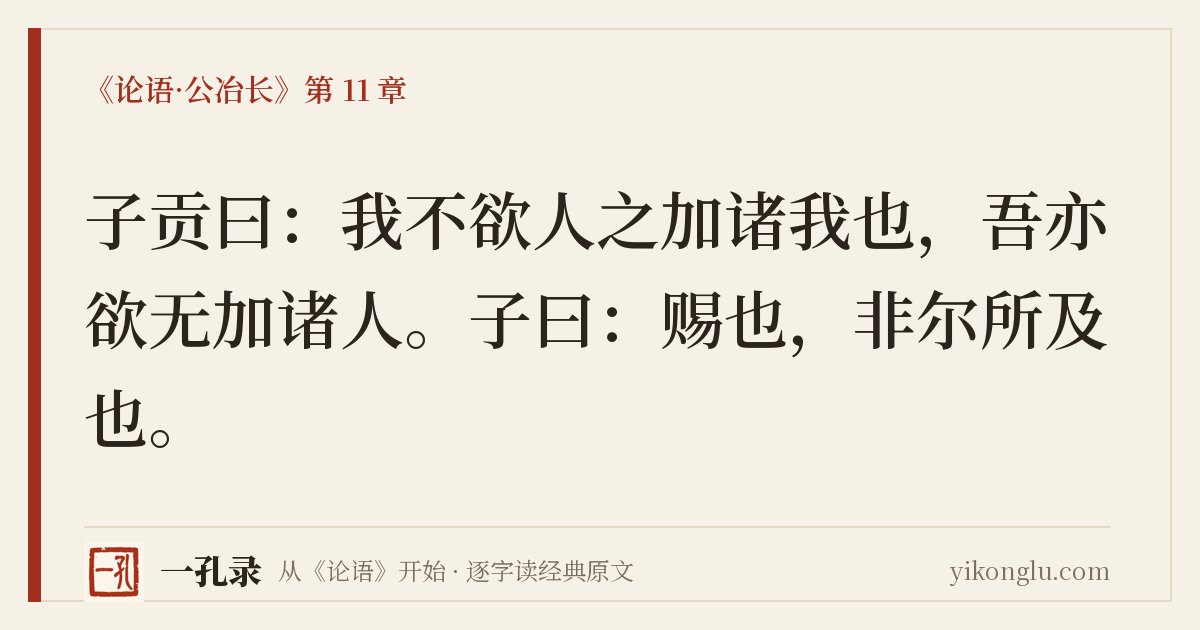 《论语·公冶长》第 11 章
子贡曰：我不欲人之加诸我也，吾亦
欲无加诸人。子曰：赐也，非尔所及
也。
一孔
一孔录 从《论语》开始 · 逐字读经典原文 yikonglu.com